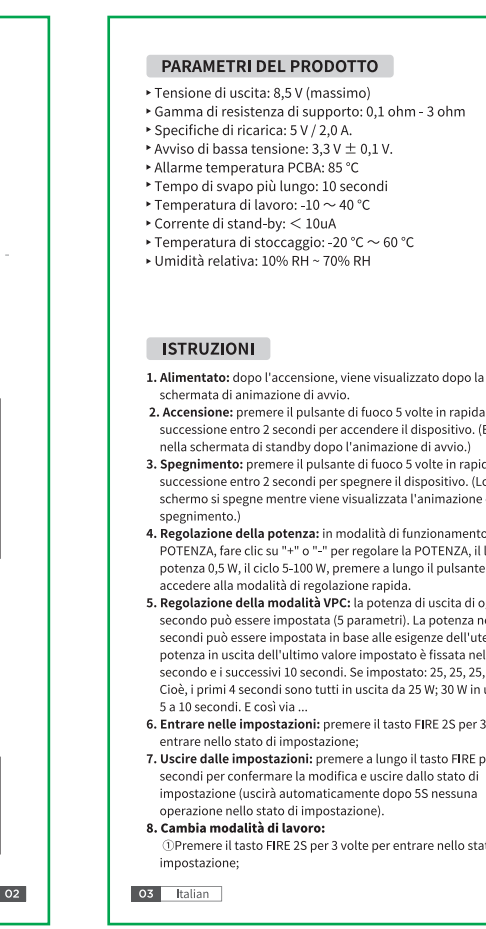 PARAMETRI DEL PRODOTTO
‣ Tensione di uscita: 8,5 V (massimo)
‣ Gamma di resistenza di supporto: 0,1 ohm - 3 ohm
‣ Specifiche di ricarica: 5 V / 2,0 A.
‣ Avviso di bassa tensione: 3,3 V ± 0,1 V.
‣ Allarme temperatura PCBA: 85 °C
‣ Tempo di svapo più lungo: 10 secondi
‣ Temperatura di lavoro: -10 ～ 40 °C
‣ Corrente di stand-by: ＜ 10uA
‣ Temperatura di stoccaggio: -20 °C ～ 60 °C
‣ Umidità relativa: 10% RH ~ 70% RH
ISTRUZIONI
1. Alimentato: dopo l'accensione, viene visualizzato dopo la
schermata di animazione di avvio.
2. Accensione: premere il pulsante di fuoco 5 volte in rapida
successione entro 2 secondi per accendere il dispositivo. (E
nella schermata di standby dopo l'animazione di avvio.)
3. Spegnimento: premere il pulsante di fuoco 5 volte in rapid
successione entro 2 secondi per spegnere il dispositivo. (Lo
schermo si spegne mentre viene visualizzata l'animazione
spegnimento.)
4. Regolazione della potenza: in modalità di funzionamento
POTENZA, fare clic su "+" o "-" per regolare la POTENZA, il l
potenza 0,5 W, il ciclo 5-100 W, premere a lungo il pulsante
accedere alla modalità di regolazione rapida.
5. Regolazione della modalità VPC: la potenza di uscita di o
secondo può essere impostata (5 parametri). La potenza ne
secondi può essere impostata in base alle esigenze dell'ute
potenza in uscita dell'ultimo valore impostato è fissata nel
secondo e i successivi 10 secondi. Se impostato: 25, 25, 25,
Cioè, i primi 4 secondi sono tutti in uscita da 25 W; 30 W in u
5 a 10 secondi. E così via ...
6. Entrare nelle impostazioni: premere il tasto FIRE 2S per 3
entrare nello stato di impostazione;
7. Uscire dalle impostazioni: premere a lungo il tasto FIRE p
secondi per confermare la modifica e uscire dallo stato di
impostazione (uscirà automaticamente dopo 5S nessuna
operazione nello stato di impostazione).
8. Cambia modalità di lavoro:
①Premere il tasto FIRE 2S per 3 volte per entrare nello stat
impostazione;
02
03 Italian